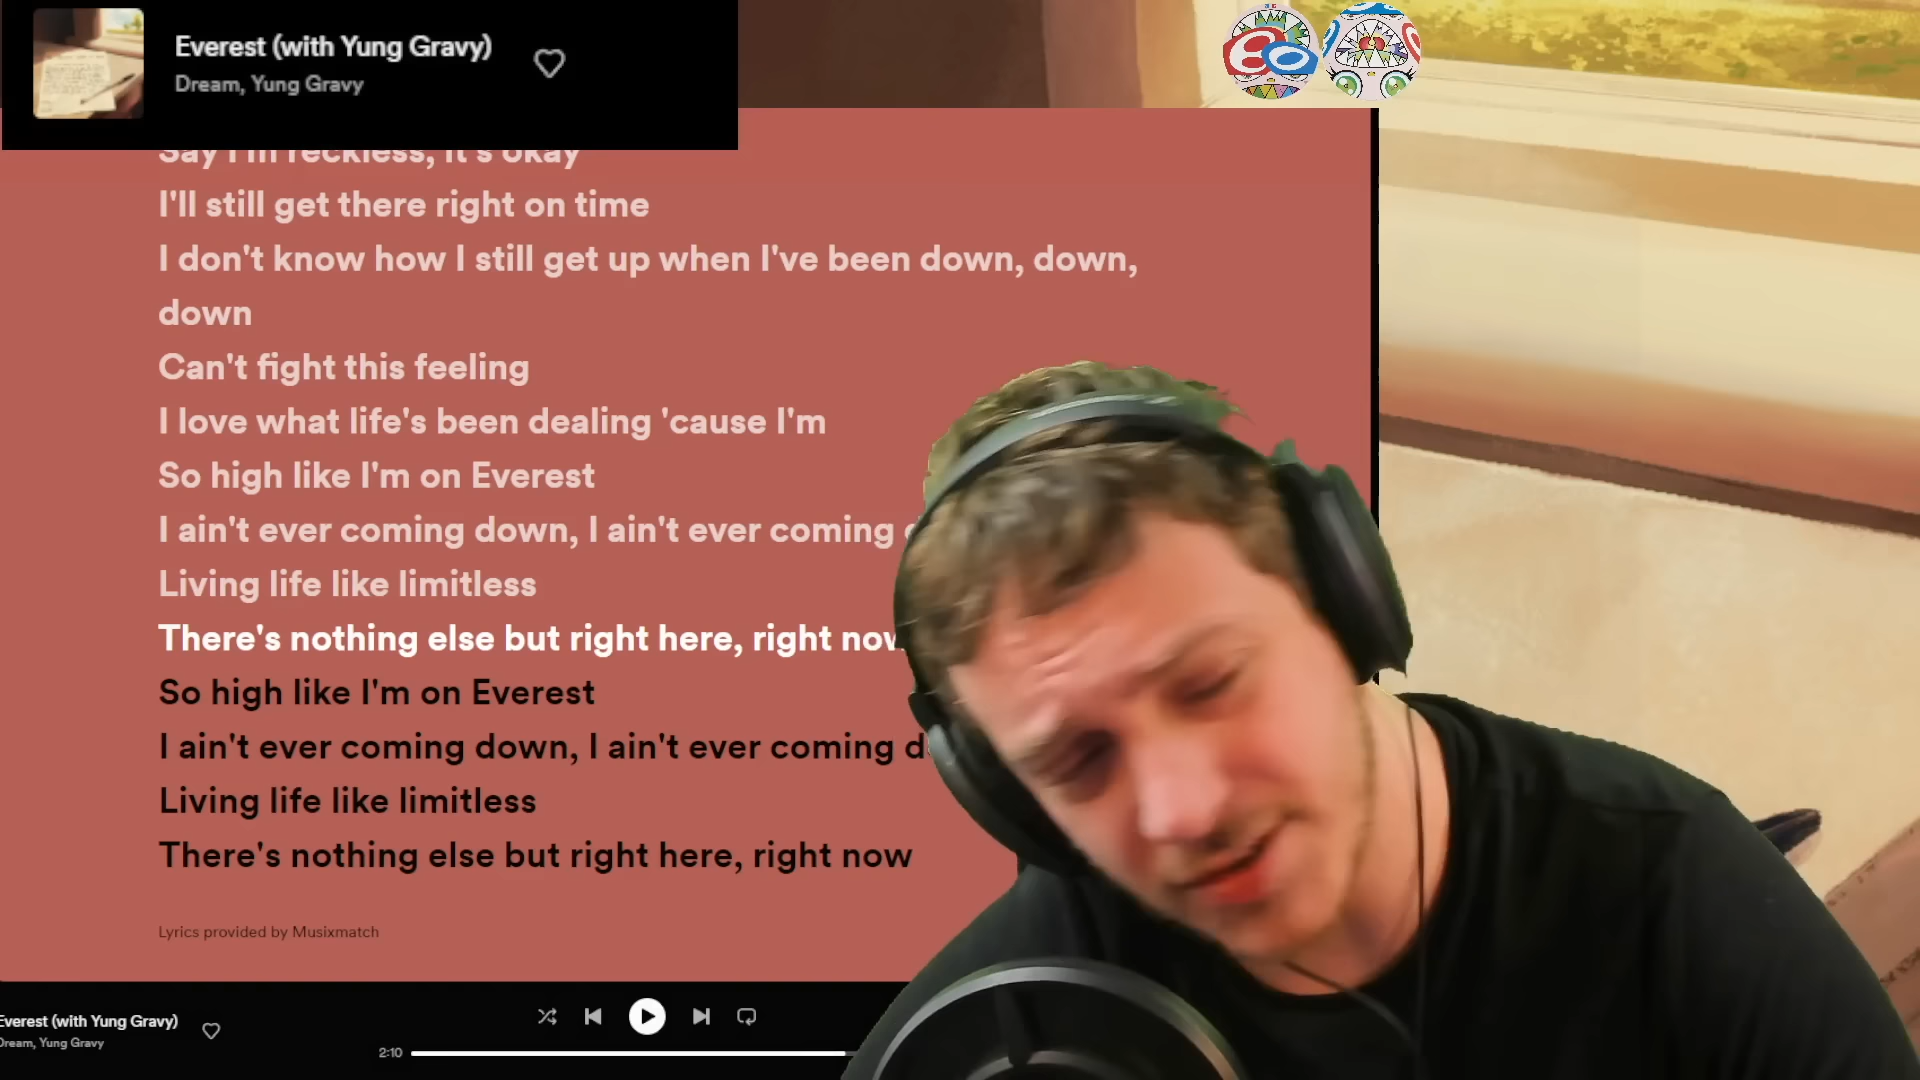 Everest (with Yung Gravy)
Dream, Yung Gravy
Say I'm reckless, it's okay
I'll still get there right on time
I don't know how I still get up when I've been down, down,
down
Can't fight this feeling
I love what life's been dealing 'cause I'm
So high like I'm on Everest
I ain't ever coming down, I ain't ever coming
Living life like limitless
There's nothing else but right here, right now
So high like I'm on Everest
I ain't ever coming down, I ain't ever coming
Living life like limitless
There's nothing else but right here, right now
Lyrics provided by Musixmatch
Everest (with Yung Gravy)
Dream, Yung Gravy
2:10